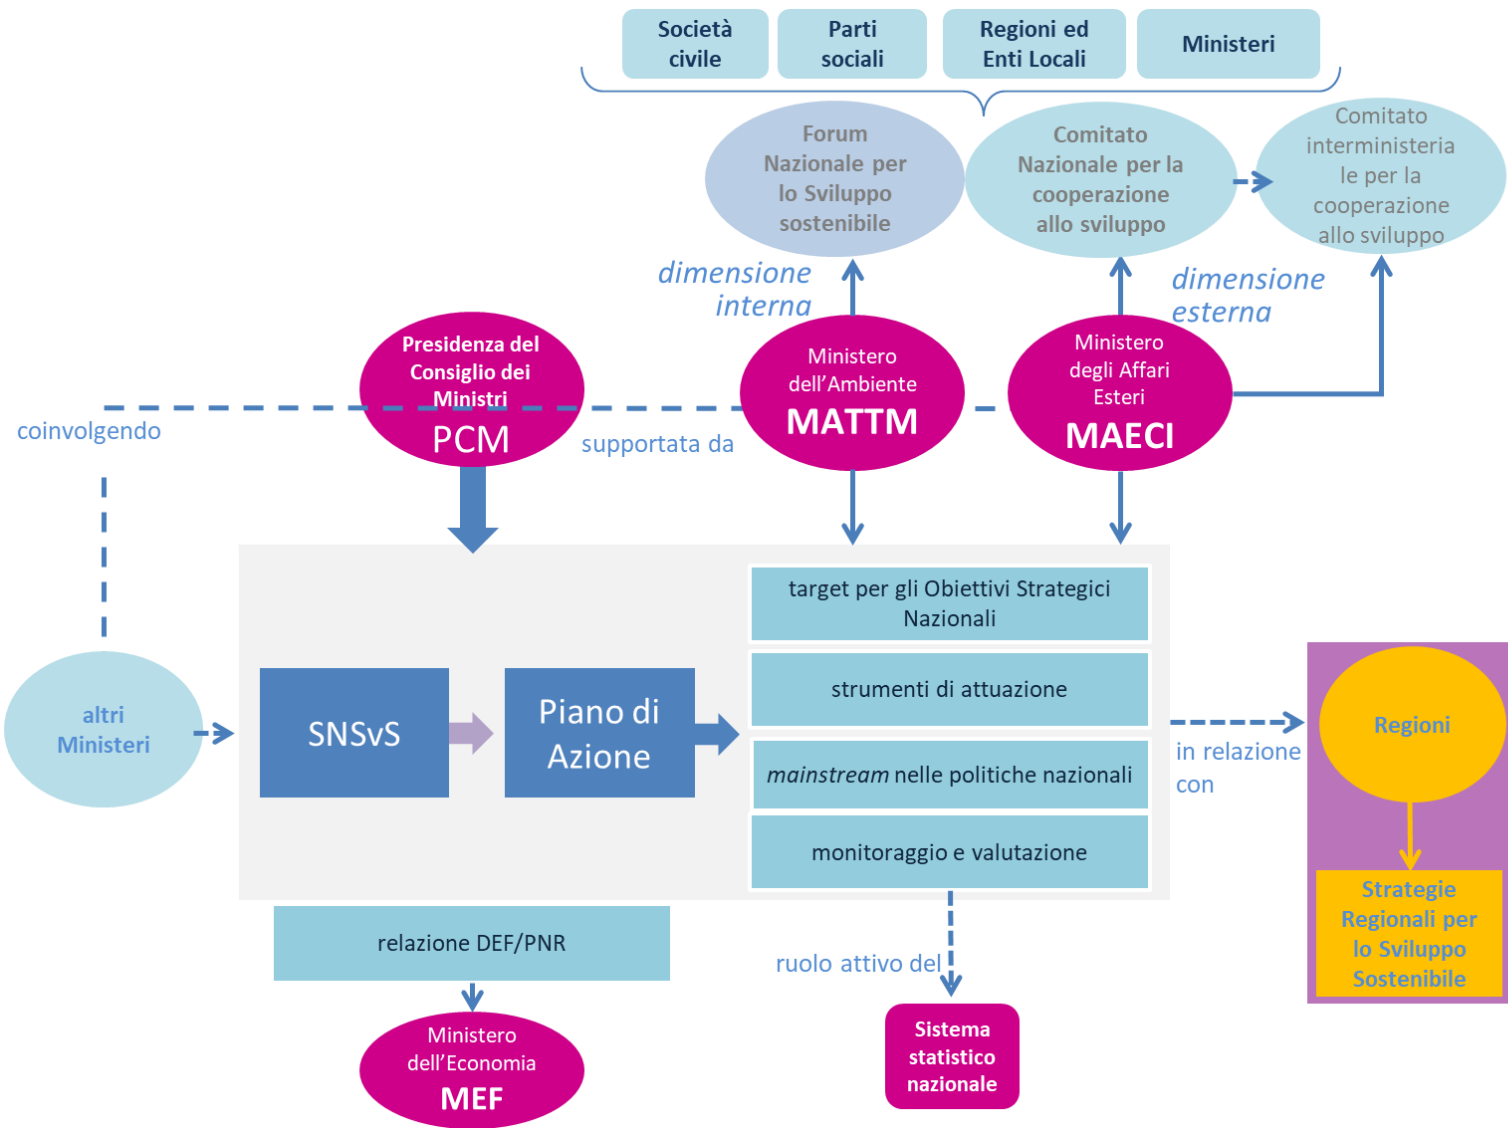 Società
civile
Parti
sociali
Regioni ed
Enti Locali
Ministeri
Forum
Nazionale per
lo Sviluppo
sostenibile
Comitato
Nazionale per la
cooperazione
allo sviluppo
Comitato
interministeria
le per la
cooperazione
allo sviluppo
dimensione
interna
dimensione
esterna
Presidenza del
Consiglio dei
Ministri
PCM
Ministero
dell’Ambiente
MATTM
Ministero
degli Affari
Esteri
MAECI
coinvolgendo
supportata da
target per gli Obiettivi Strategici
Nazionali
strumenti di attuazione
mainstream nelle politiche nazionali
monitoraggio e valutazione
altri
Ministeri
SNSvS
Piano di
Azione
in relazione
con
Regioni
Strategie
Regionali per
lo Sviluppo
Sostenibile
relazione DEF/PNR
ruolo attivo del
Ministero
dell’Economia
MEF
Sistema
statistico
nazionale